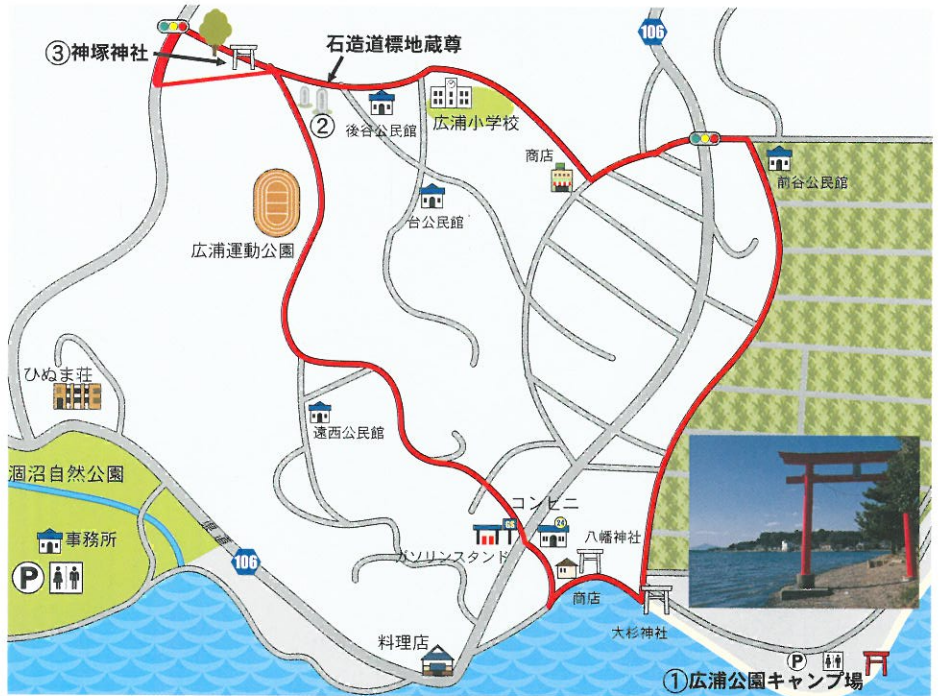 ③神塚神社
石造道標地蔵尊
106
②
後谷公民館
広浦小学校
商店
前谷公民館
台公民館
広浦運動公園
ひぬま荘
遠西公民館
涸沼自然公園
コンビニ
GS
24
ガソリンスタンド
八幡神社
事務所
P
県道
106
商店
大杉神社
料理店
P
①広浦公園キャンプ場